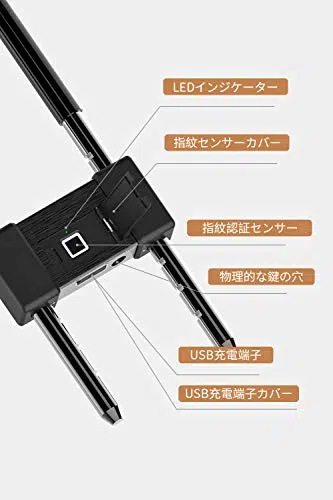 LEDインジケーター
指紋センサーカバー
指紋認証センサー
物理的な鍵の穴
USB充電端子
USB充電端子カバー